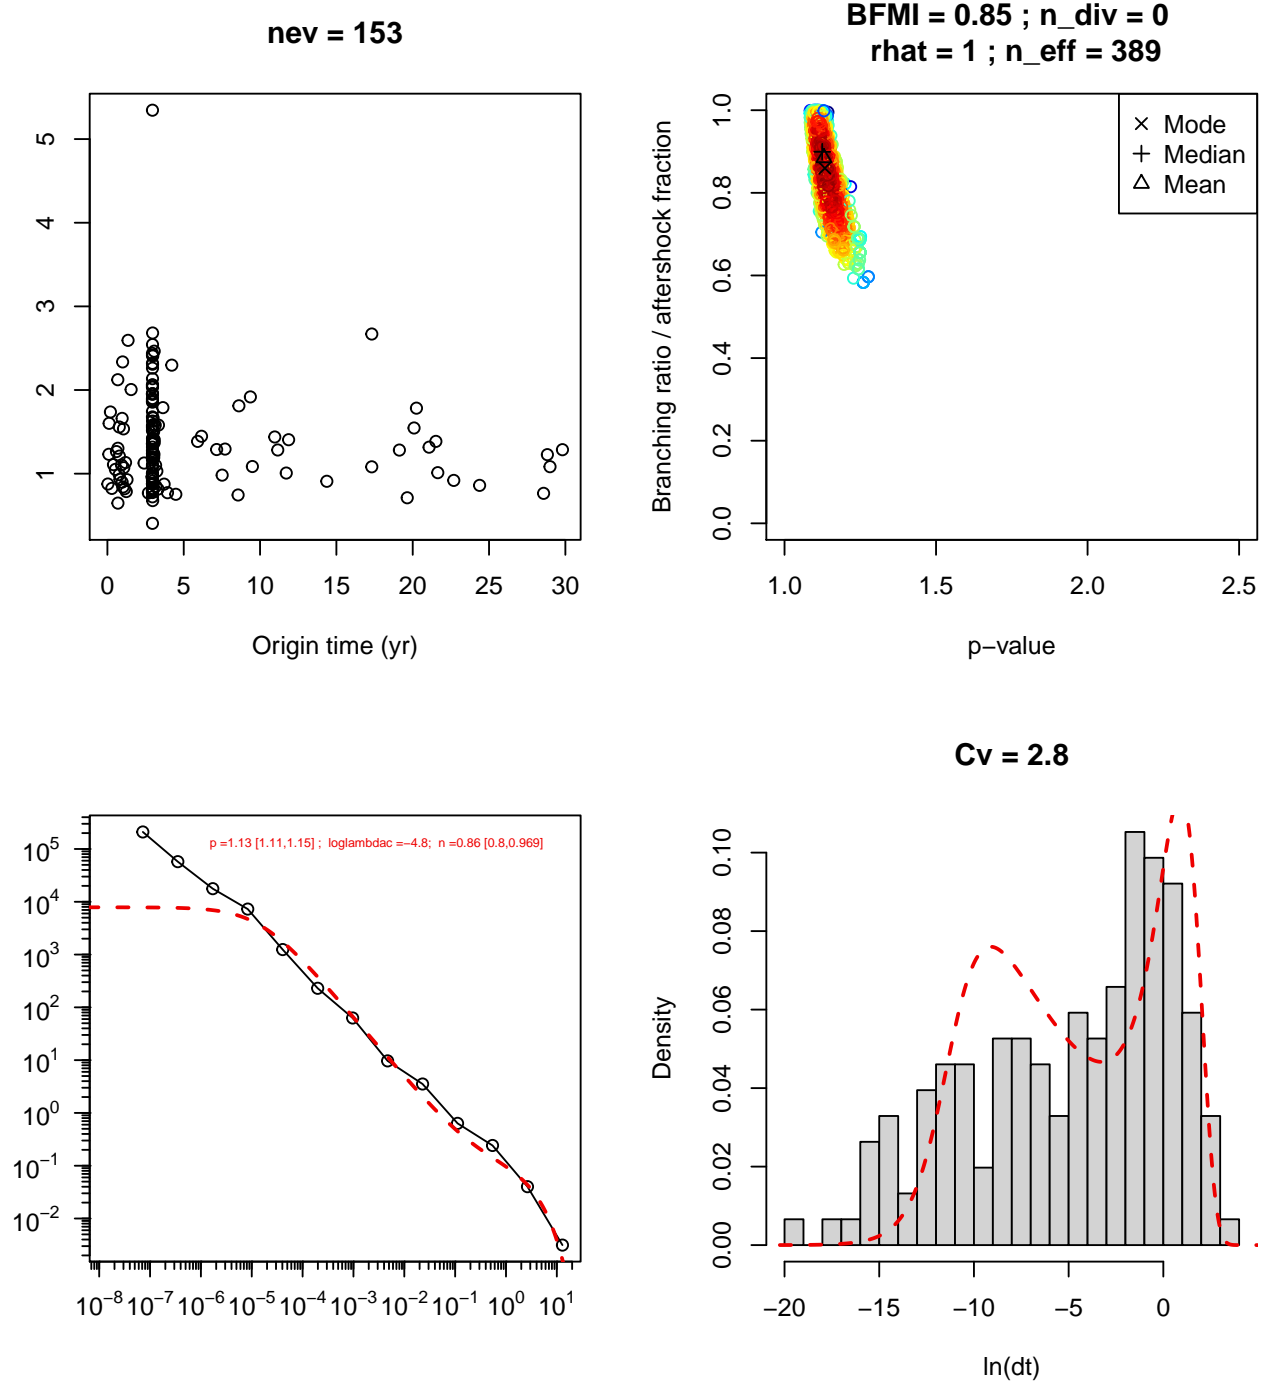 nev = 153
5
4
3
2
1
0 5 10 15 20 25 30
Origin time (yr)
BFMI = 0.85 ; n_div = 0
rhat = 1 ; n_eff = 389
Branching ratio / aftershock fraction
1.0
0.8
0.6
0.4
0.2
0.0
Mode
Median
Mean
1.0 1.5 2.0 2.5
p−value
p =1.13 [1.11,1.15] ; loglambdac =−4.8; n =0.86 [0.8,0.969]
10^5
10^4
10^3
10^2
10^1
10^0
10^−1
10^−2
10^−8 10^−7 10^−6 10^−5 10^−4 10^−3 10^−2 10^−1 10^0 10^1
Cv = 2.8
Density
0.10
0.08
0.06
0.04
0.02
0.00
−20 −15 −10 −5 0
ln(dt)